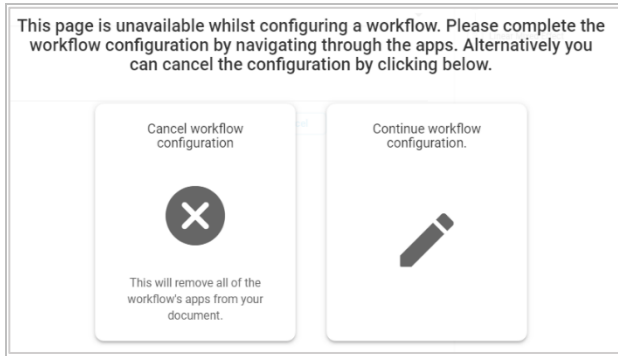 This page is unavailable whilst configuring a workflow. Please complete the
workflow configuration by navigating through the apps. Alternatively you
can cancel the configuration by clicking below.
Cancel workflow
configuration
Continue workflow
configuration.
This will remove all of the
workflow's apps from your
document.